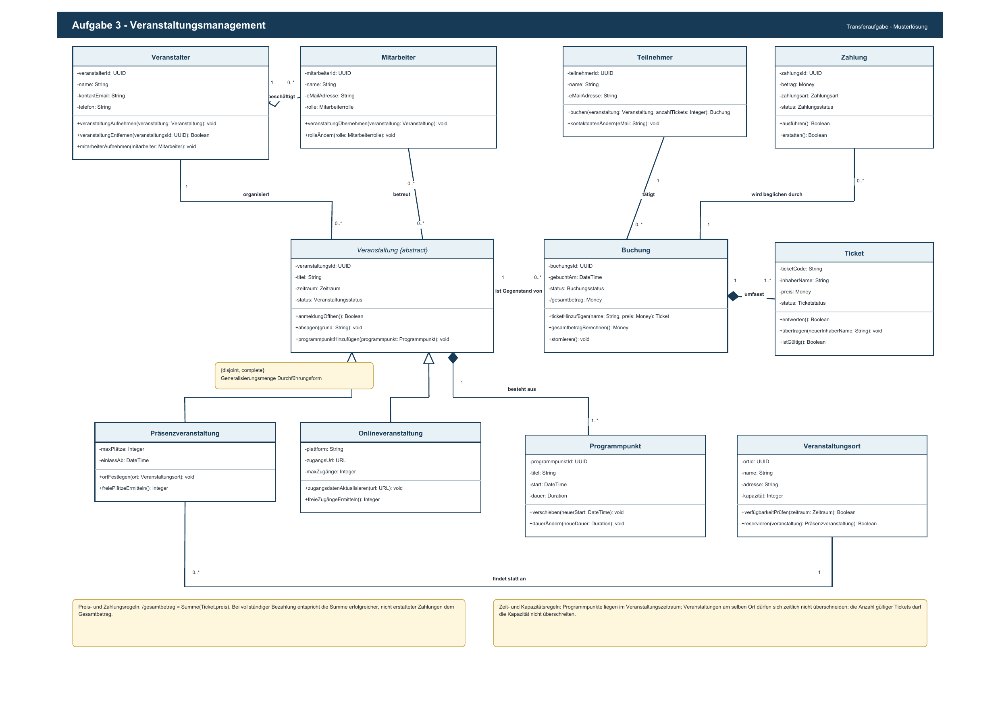 Aufgabe 3 - Veranstaltungsmanagement
Transferaufgabe - Musterlösung
Veranstalter
-veranstalterId: UUID
-name: String
-kontaktEmail: String
-telefon: String
+veranstaltungAufnehmen(veranstaltung: Veranstaltung): void
+veranstaltungEntfernen(veranstaltungsId: UUID): Boolean
+mitarbeiterAufnehmen(mitarbeiter: Mitarbeiter): void
1
0..*
beschäftigt
Mitarbeiter
-mitarbeiterId: UUID
-name: String
-eMailAdresse: String
-rolle: Mitarbeiterrolle
+veranstaltungÜbernehmen(veranstaltung: Veranstaltung): void
+rolleÄndern(rolle: Mitarbeiterrolle): void
Teilnehmer
-teilnehmerId: UUID
-name: String
-eMailAdresse: String
+buchen(veranstaltung: Veranstaltung, anzahlTickets: Integer): Buchung
+kontaktdatenÄndern(eMail: String): void
Zahlung
-zahlungsId: UUID
-betrag: Money
-zahlungsart: Zahlungsart
-status: Zahlungsstatus
+ausführen(): Boolean
+erstatten(): Boolean
1
organisiert
0..*
0..*
betreut
0..*
1
tätigt
0..*
0..*
wird beglichen durch
1
Veranstaltung {abstract}
-veranstaltungsId: UUID
-titel: String
-zeitraum: Zeitraum
-status: Veranstaltungsstatus
+anmeldungÖffnen(): Boolean
+absagen(grund: String): void
+programmpunktHinzufügen(programmpunkt: Programmpunkt): void
1
0..*
ist Gegenstand von
Buchung
-buchungsId: UUID
-gebuchtAm: DateTime
-status: Buchungsstatus
-/gesamtbetrag: Money
+ticketHinzufügen(name: String, preis: Money): Ticket
+gesamtbetragBerechnen(): Money
+stornieren(): void
1
1..*
umfasst
Ticket
-ticketCode: String
-inhaberName: String
-preis: Money
-status: Ticketstatus
+entwerten(): Boolean
+übertragen(neuerInhaberName: String): void
+istGültig(): Boolean
{disjoint, complete}
Generalisierungsmenge Durchführungsform
1
besteht aus
1..*
Präsenzveranstaltung
-maxPlätze: Integer
-einlassAb: DateTime
+ortFestlegen(ort: Veranstaltungsort): void
+freiePlätzeErmitteln(): Integer
Onlineveranstaltung
-plattform: String
-zugangsUrl: URL
-maxZugänge: Integer
+zugangsdatenAktualisieren(url: URL): void
+freieZugängeErmitteln(): Integer
Programmpunkt
-programmpunktId: UUID
-titel: String
-start: DateTime
-dauer: Duration
+verschieben(neuerStart: DateTime): void
+dauerÄndern(neueDauer: Duration): void
Veranstaltungsort
-ortId: UUID
-name: String
-adresse: String
-kapazität: Integer
+verfügbarkeitPrüfen(zeitraum: Zeitraum): Boolean
+reservieren(veranstaltung: Präsenzveranstaltung): Boolean
0..*
findet statt an
1
Preis- und Zahlungsregeln: /gesamtbetrag = Summe(Ticket.preis). Bei vollständiger Bezahlung entspricht die Summe erfolgreicher, nicht erstatteter Zahlungen dem
Gesamtbetrag.
Zeit- und Kapazitätsregeln: Programmpunkte liegen im Veranstaltungszeitraum; Veranstaltungen am selben Ort dürfen sich zeitlich nicht überschneiden; die Anzahl gültiger Tickets darf
die Kapazität nicht überschreiten.